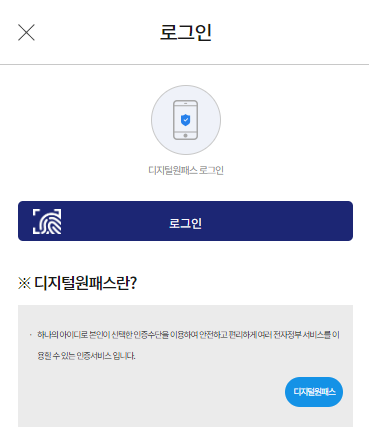 로그인
디지털원패스 로그인
로그인
※ 디지털원패스란?
· 하나의 아이디로 본인이 선택한 인증수단을 이용하여 안전하고 편리하게 여러 전자정부 서비스를 이
용할 수 있는 인증서비스 입니다.
디지털원패스